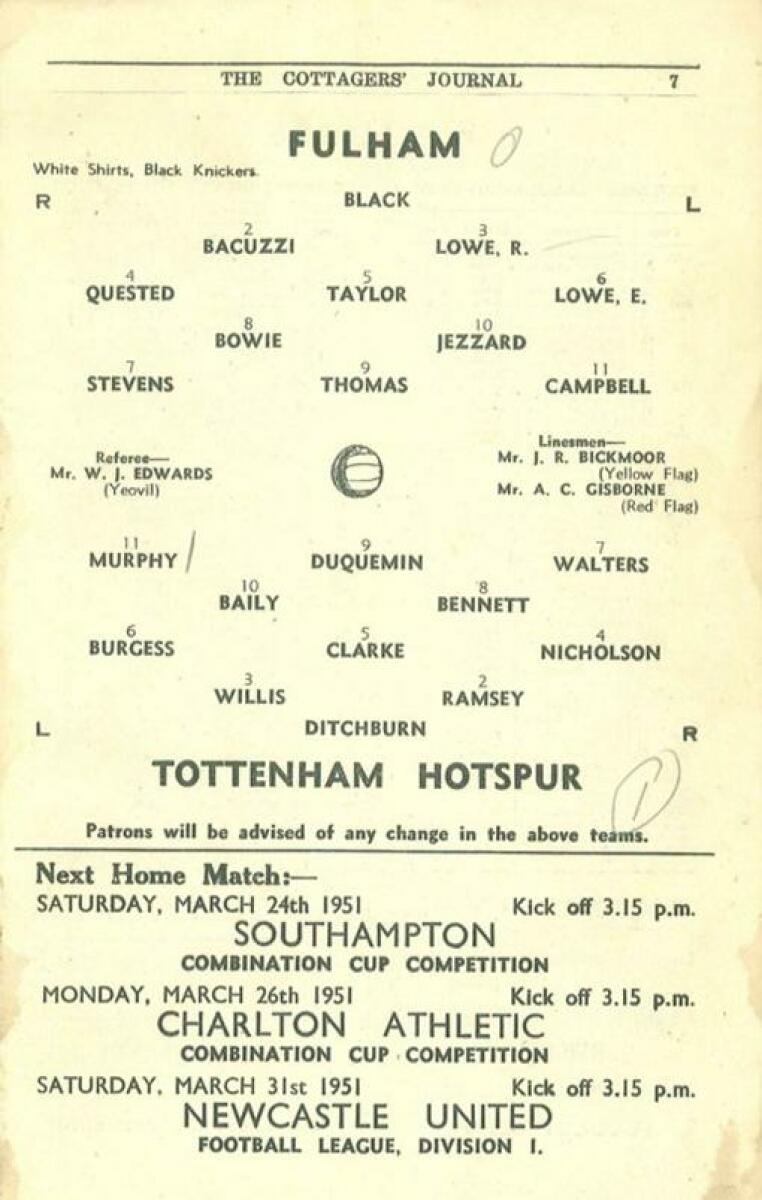 THE COTTAGERS' JOURNAL 7
FULHAM 0
White Shirts, Black Knickers.
R BLACK L
2 3
BACUZZI LOWE, R.
4 5 6
QUESTED TAYLOR LOWE, E.
8 10
BOWIE JEZZARD
7 9 11
STEVENS THOMAS CAMPBELL
Referee—
Mr. W. J. EDWARDS
(Yeovil)
Linesmen—
Mr. J. R. BICKMOOR
(Yellow Flag)
Mr. A. C. GISBORNE
(Red Flag)
11 9 7
MURPHY / DUQUEMIN WALTERS
10 8
BAILY BENNETT
6 5 4
BURGESS CLARKE NICHOLSON
3 2
WILLIS RAMSEY
L DITCHBURN R
TOTTENHAM HOTSPUR 1
Patrons will be advised of any change in the above teams.
Next Home Match:—
SATURDAY, MARCH 24th 1951 Kick off 3.15 p.m.
SOUTHAMPTON
COMBINATION CUP COMPETITION
MONDAY, MARCH 26th 1951 Kick off 3.15 p.m.
CHARLTON ATHLETIC
COMBINATION CUP COMPETITION
SATURDAY, MARCH 31st 1951 Kick off 3.15 p.m.
NEWCASTLE UNITED
FOOTBALL LEAGUE, DIVISION I.